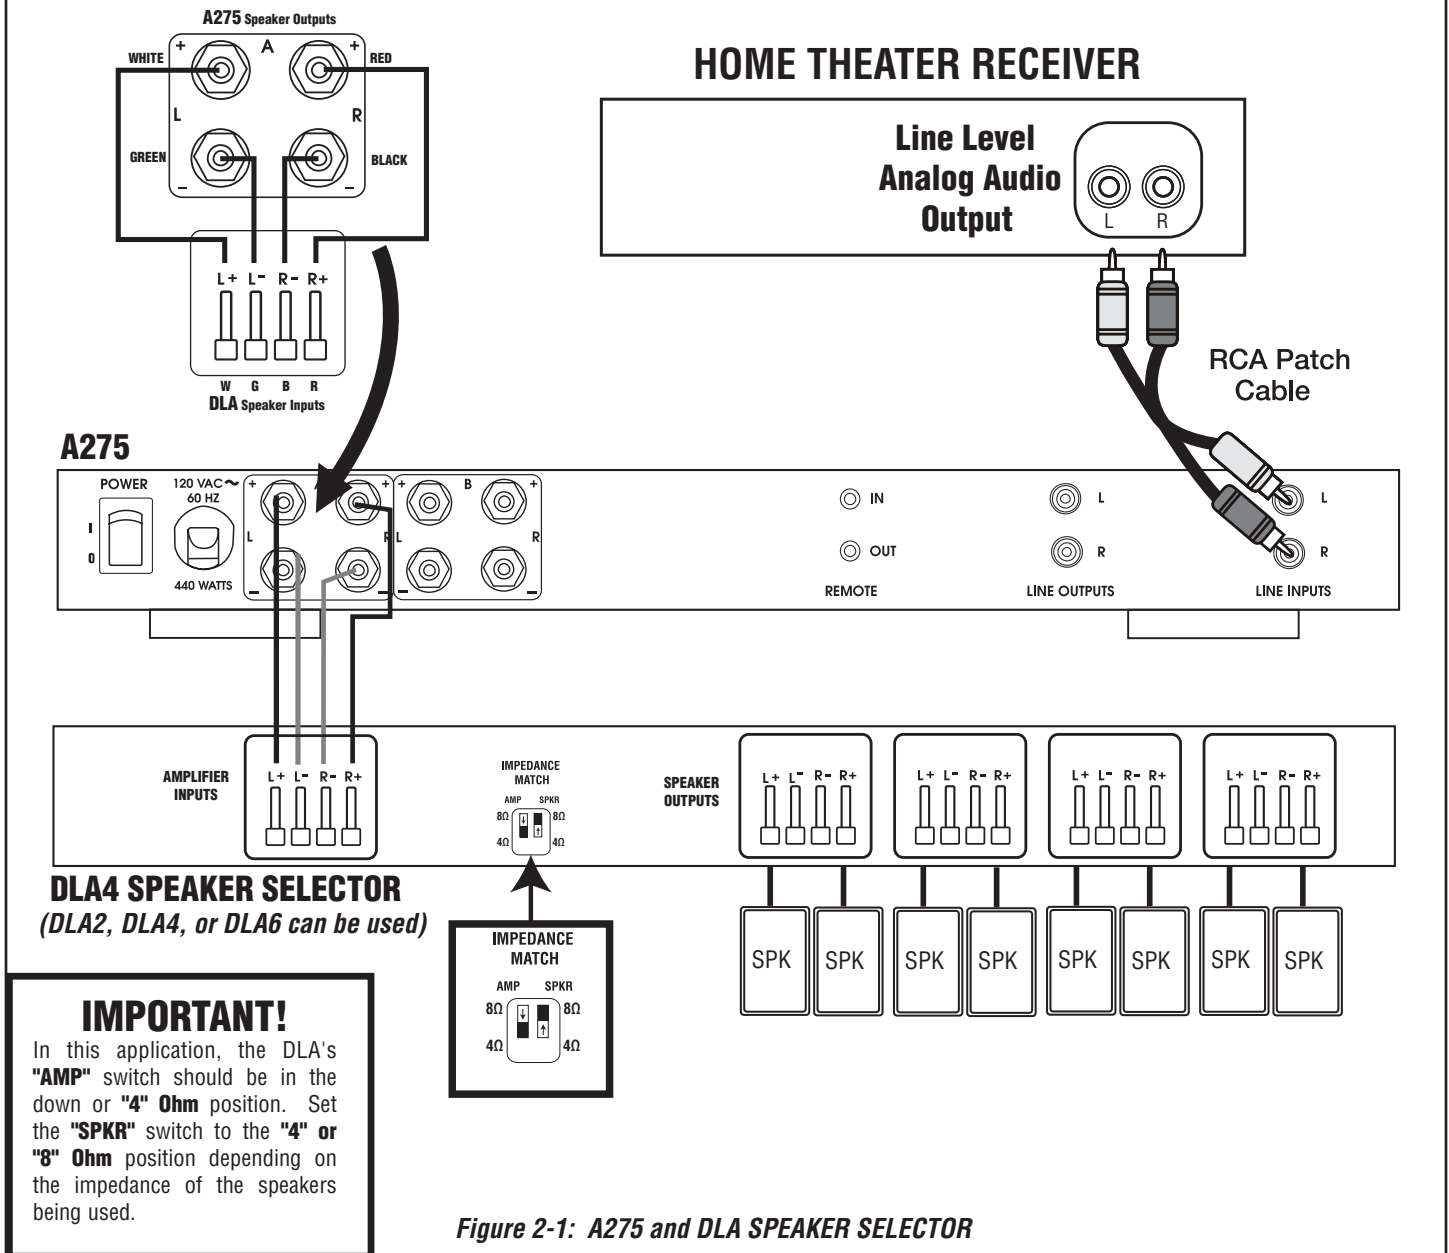 A275 Speaker Outputs
WHITE + A + RED
L R
GREEN - - BLACK
L+ L- R- R+
W G B R
DLA Speaker Inputs
HOME THEATER RECEIVER
Line Level
Analog Audio
Output
L R
RCA Patch
Cable
A275
POWER
I
0
120 VAC~
60 HZ
440 WATTS
+ A +
L R
- -
+ B +
L R
- -
IN
OUT
REMOTE
L
R
LINE OUTPUTS
L
R
LINE INPUTS
AMPLIFIER
INPUTS
L+ L- R- R+
IMPEDANCE
MATCH
AMP SPKR
8Ω 8Ω
4Ω 4Ω
SPEAKER
OUTPUTS
L+ L- R- R+
L+ L- R- R+
L+ L- R- R+
L+ L- R- R+
DLA4 SPEAKER SELECTOR
(DLA2, DLA4, or DLA6 can be used)
IMPEDANCE
MATCH
AMP SPKR
8Ω 8Ω
4Ω 4Ω
SPK SPK SPK SPK SPK SPK SPK SPK
IMPORTANT!
In this application, the DLA's
"AMP" switch should be in the
down or "4" Ohm position. Set
the "SPKR" switch to the "4" or
"8" Ohm position depending on
the impedance of the speakers
being used.
Figure 2-1: A275 and DLA SPEAKER SELECTOR